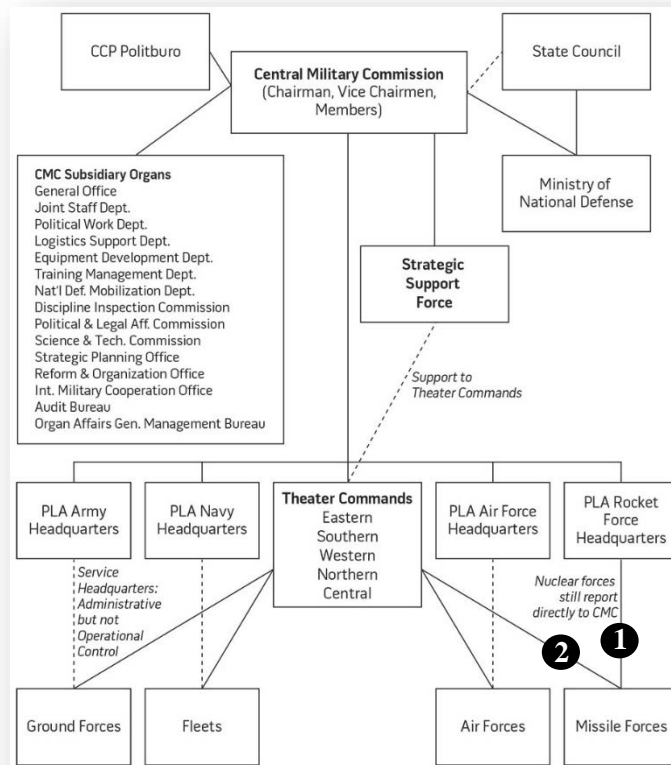 CCP Politburo
Central Military Commission
(Chairman, Vice Chairmen,
Members)
State Council
CMC Subsidiary Organs
General Office
Joint Staff Dept.
Political Work Dept.
Logistics Support Dept.
Equipment Development Dept.
Training Management Dept.
Nat'l Def. Mobilization Dept.
Discipline Inspection Commission
Political & Legal Aff. Commission
Science & Tech. Commission
Strategic Planning Office
Reform & Organization Office
Int. Military Cooperation Office
Audit Bureau
Organ Affairs Gen. Management Bureau
Ministry of
National Defense
Strategic
Support
Force
Support to
Theater Commands
PLA Army
Headquarters
PLA Navy
Headquarters
Theater Commands
Eastern
Southern
Western
Northern
Central
PLA Air Force
Headquarters
PLA Rocket
Force
Headquarters
Service
Headquarters:
Administrative
but not
Operational
Control
Nuclear forces
still report
directly to CMC
2
1
Ground Forces
Fleets
Air Forces
Missile Forces